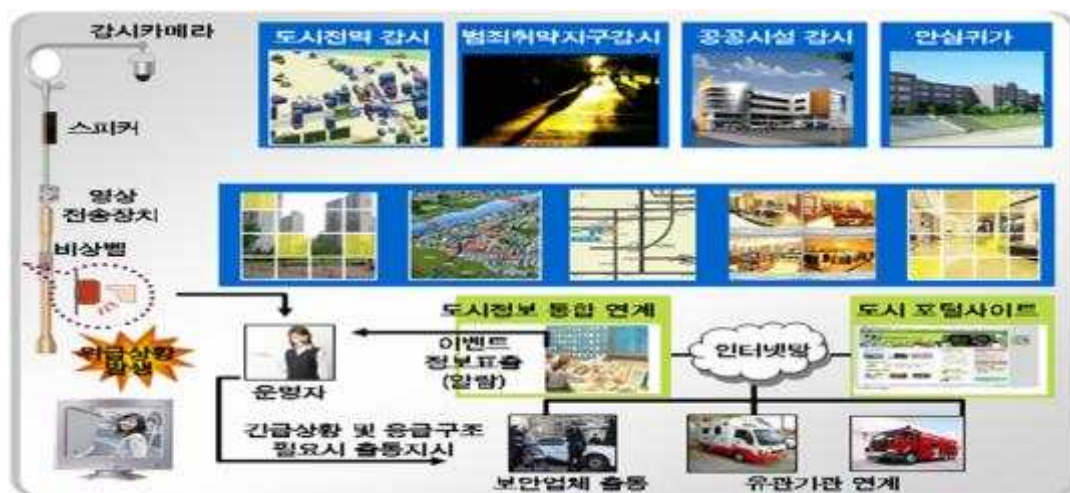 감시카메라
도시전역 감시
범죄취약지구감시
공공시설 감시
안심귀가
스피커
영상
전송장치
비상벨
위급상황
발생
도시정보 통합 연계
도시 포털사이트
이벤트
정보표출
(알람)
인터넷망
운영자
긴급상황 및 응급구조
필요시 출동지시
보안업체 출동
유관기관 연계